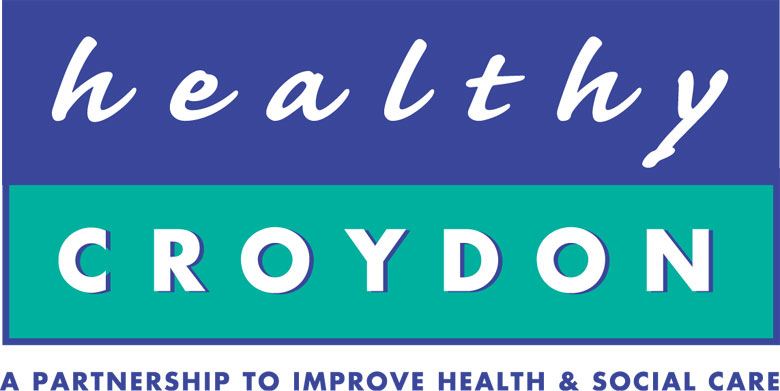 healthy
CROYDON
A PARTNERSHIP TO IMPROVE HEALTH & SOCIAL CARE